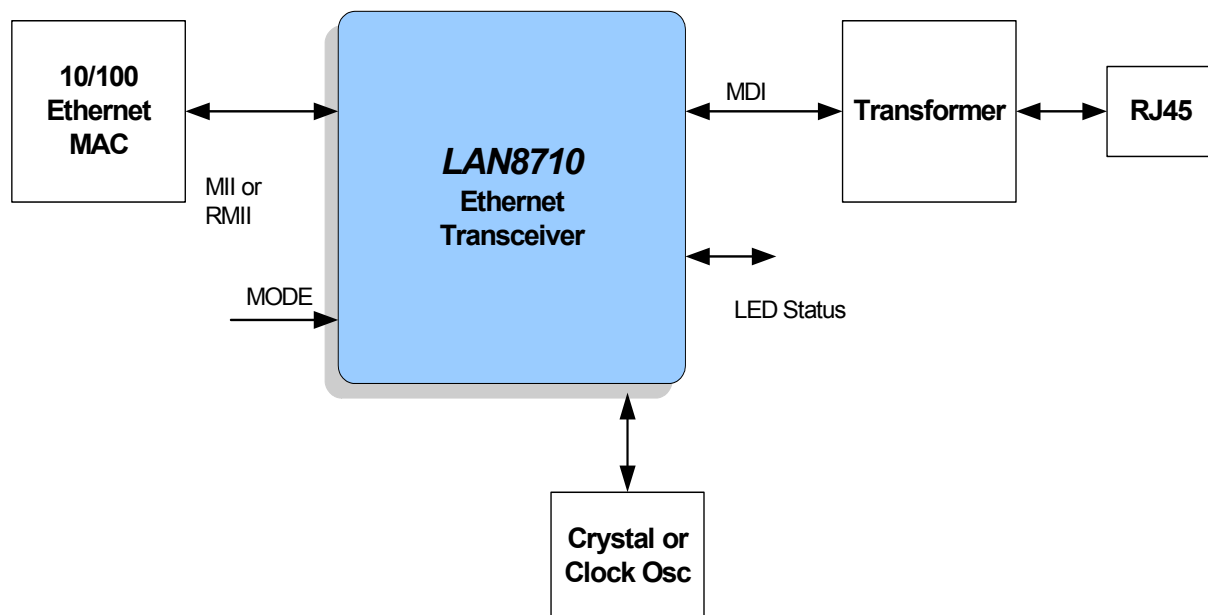 10/100
Ethernet
MAC
MII or
RMII
MODE
LAN8710
Ethernet
Transceiver
MDI
Transformer
RJ45
LED Status
Crystal or
Clock Osc